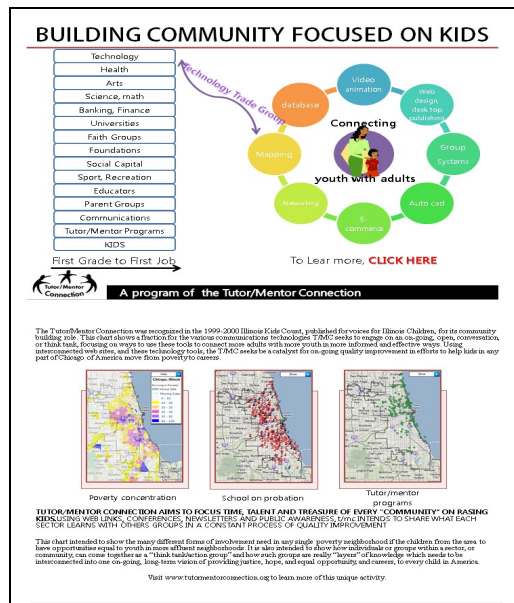 BUILDING COMMUNITY FOCUSED ON KIDS
Technology
Health
Arts
Science, math
Banking, Finance
Universities
Faith Groups
Foundations
Social Capital
Sport, Recreation
Educators
Parent Groups
Communications
Tutor/Mentor Programs
KIDS
First Grade to First Job
Technology Trade Group
Video
animation
Web
design,
desk top
publishing
Group
Systems
Auto cad
E-
commerce
Networking
Mapping
database
Connecting
youth with adults
To Lear more, CLICK HERE
Tutor/Mentor
Connection
A program of the Tutor/Mentor Connection
The Tutor/Mentor Connection was recognized in the 1999-2000 Illinois Kids Count, published for voices for Illinois Children, for its community
building role. This chart shows a fraction for the various communications technologies T/MC seeks to engage an on-going, open, conversation,
or think tank, focusing on ways to use these tools to connect more adults with more youth in more informed and effective ways. Using
interconnected web sites, and these technology tools, the T/MC seeks be a catalyst for on-going quality improvement in efforts to help kids in any
part of Chicago of America move from poverty to careers.
Chicago, Illinois
Poverty concentration
School on probation
Tutor/mentor
programs
TUTOR/MENTOR CONNECTION AIMS TO FOCUS TIME, TALENT AND TREASURE OF EVERY "COMMUNITY" ON RASING
KIDS.USING WEB LINKS, CONFERENCES, NEWSLETTERS AND PUBLIC AWARENESS, t/mc INTENDS TO SHARE WHAT EACH
SECTOR LEARNS WITH OTHERS GROUPS IN A CONSTANT PROCESS OF QUALITY IMPROVEMENT
This chart intended to show the many different forms of involvement need in any single poverty neighborhood if the children from the area to
have opportunities equal to youth in more affluent neighborhoods. It is also intended to show how individuals or groups within a sector, or
community, can come together as a "think tank/action group" and how such groups are really "layers" of knowledge which needs to be
interconnected into one on-going, long-term vision of providing justice, hope, and equal opportunity, and careers, to every child in America.
Visit www.tutormentorconnection.org to learn more of this unique activity.